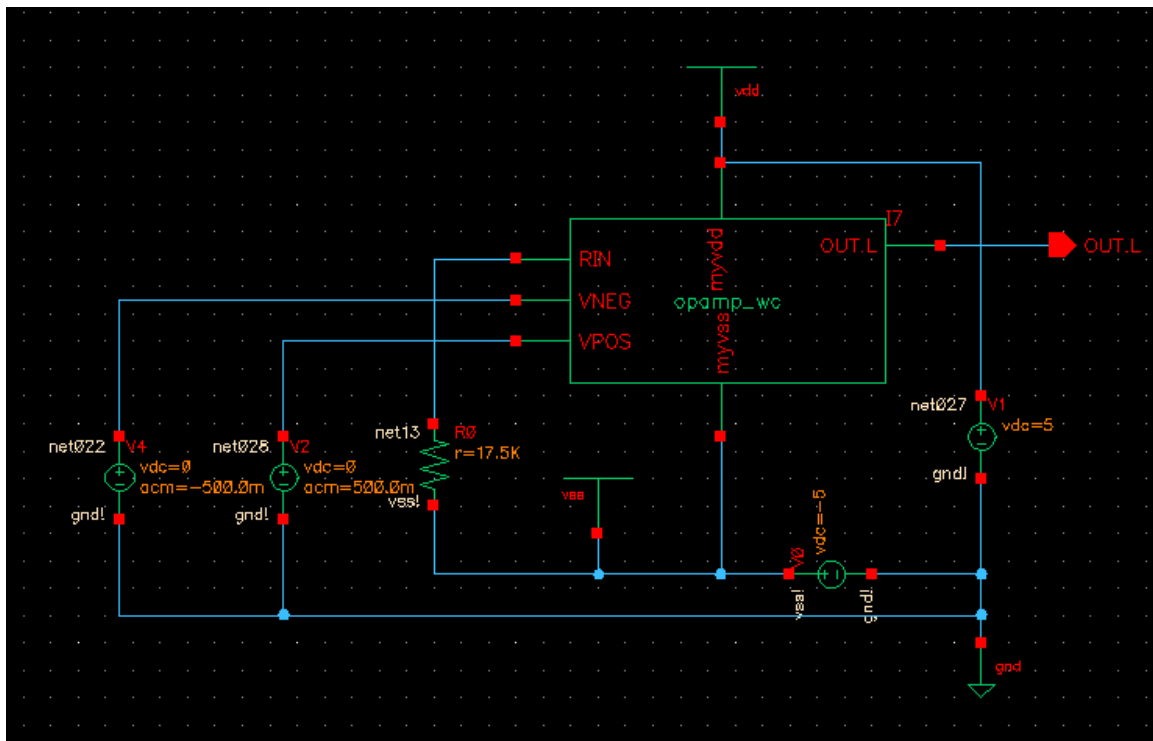 vdd
I7
myvdd
OUT.L
OUT.L
RIN
VNEG
opamp_wc
VPOS
myvss
net027
V1
vdc=5
gnd!
net022
V4
vdc=0
acm=-500.0m
gnd!
net028
V2
vdc=0
acm=500.0m
gnd!
net13
R0
r=17.5K
vss!
vss
V0
vdc=-5
vss!
gnd!
gnd